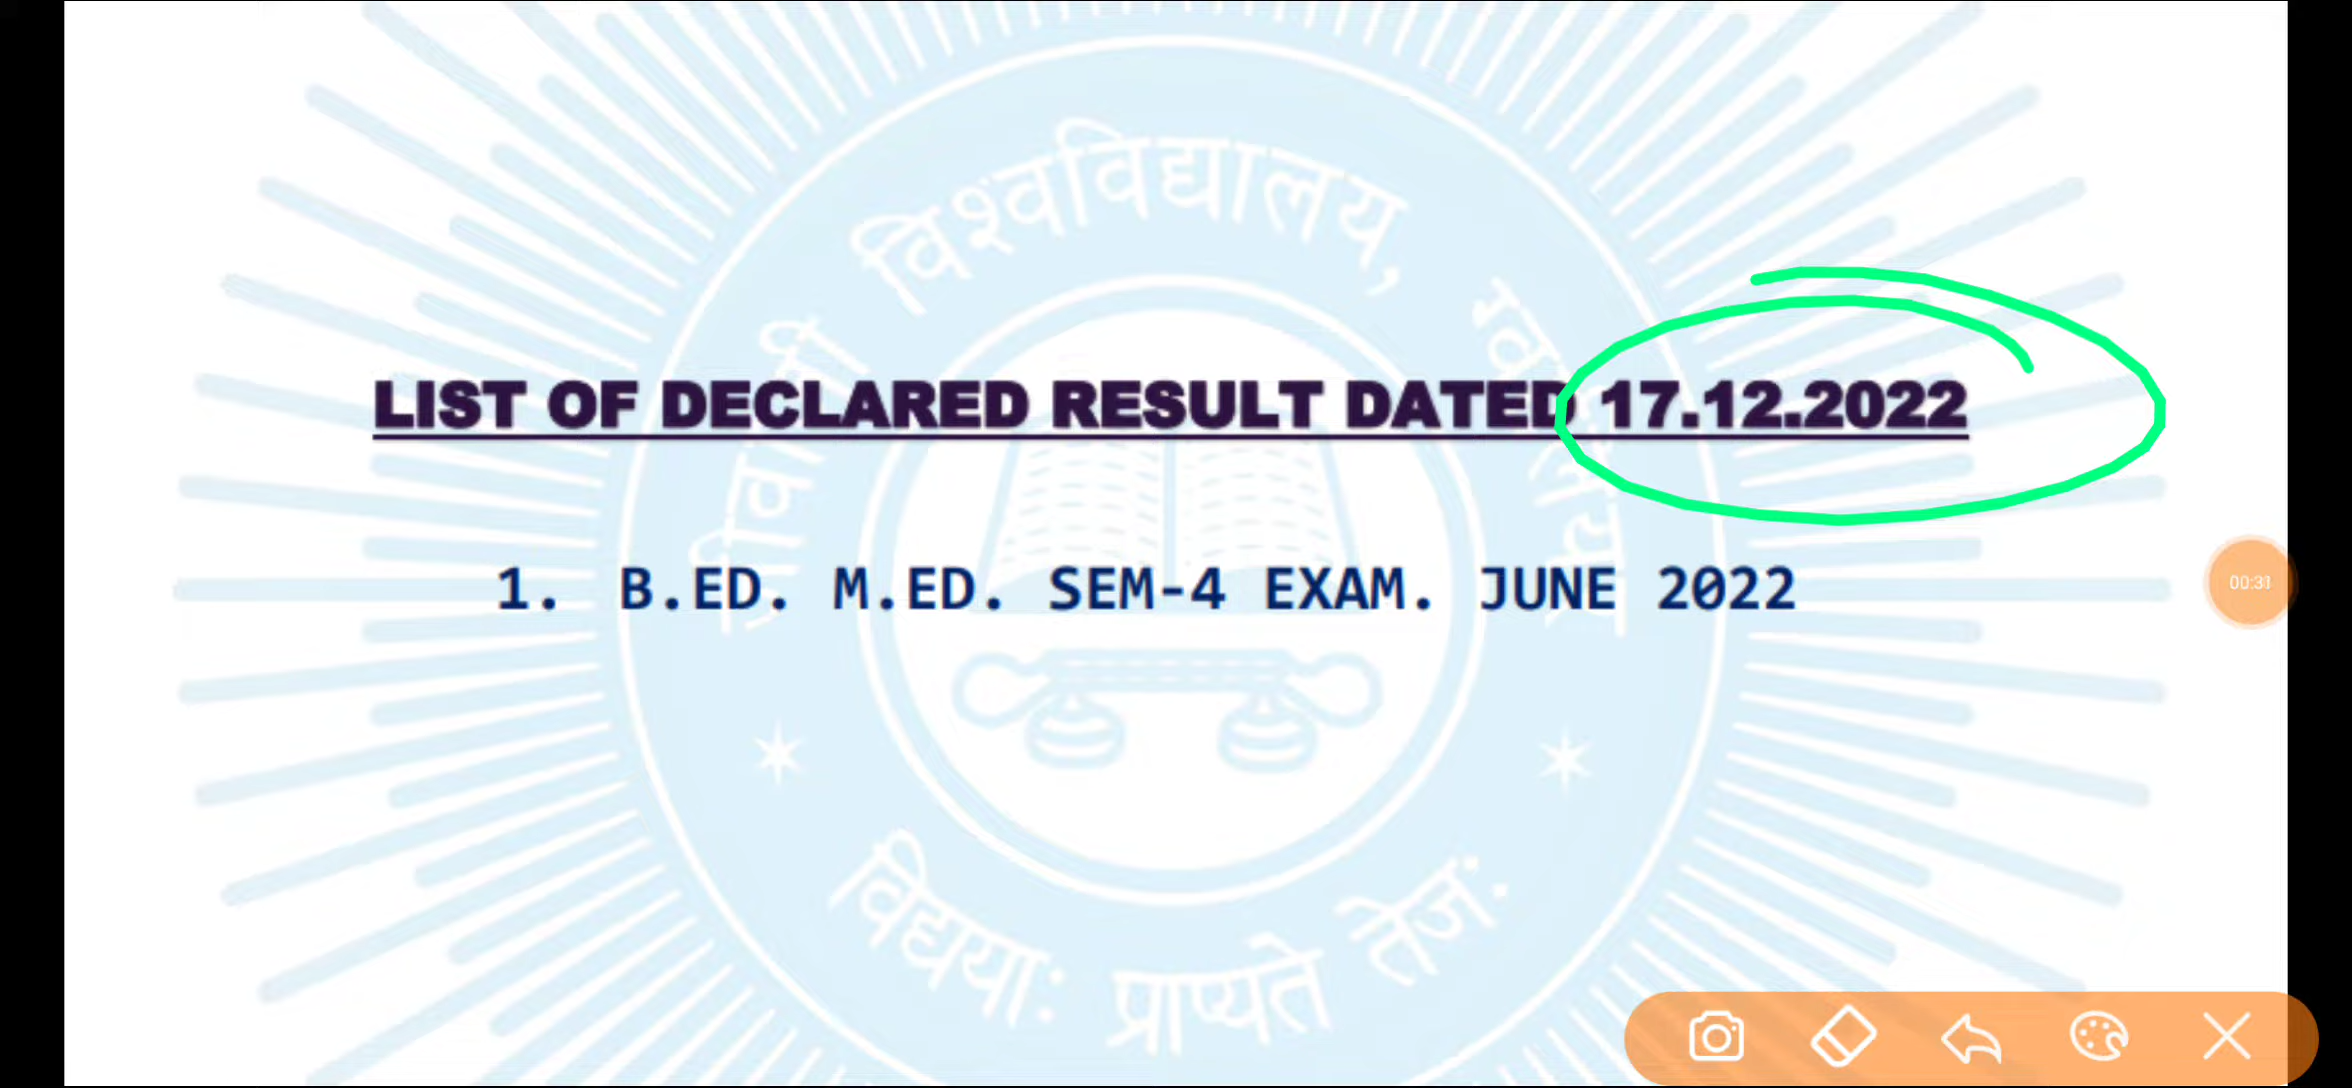 जीवाजी विश्वविद्यालय, ग्वालियर
LIST OF DECLARED RESULT DATED 17.12.2022
1. B.ED. M.ED. SEM-4 EXAM. JUNE 2022
00:31
विद्यया: प्राप्यते तेज: